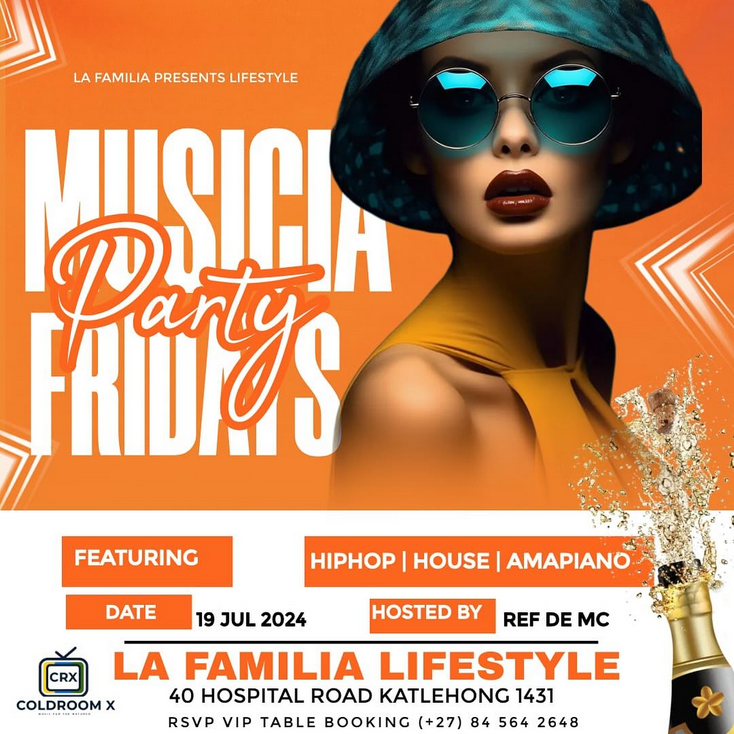 LA FAMILIA PRESENTS LIFESTYLE
MUSICIA
Party
FRIDAYS
FEATURING
HIPHOP | HOUSE | AMAPIANO
DATE
19 JUL 2024
HOSTED BY
REF DE MC
LA FAMILIA LIFESTYLE
CRX
COLDROOM X
40 HOSPITAL ROAD KATLEHONG 1431
RSVP VIP TABLE BOOKING (+27) 84 564 2648